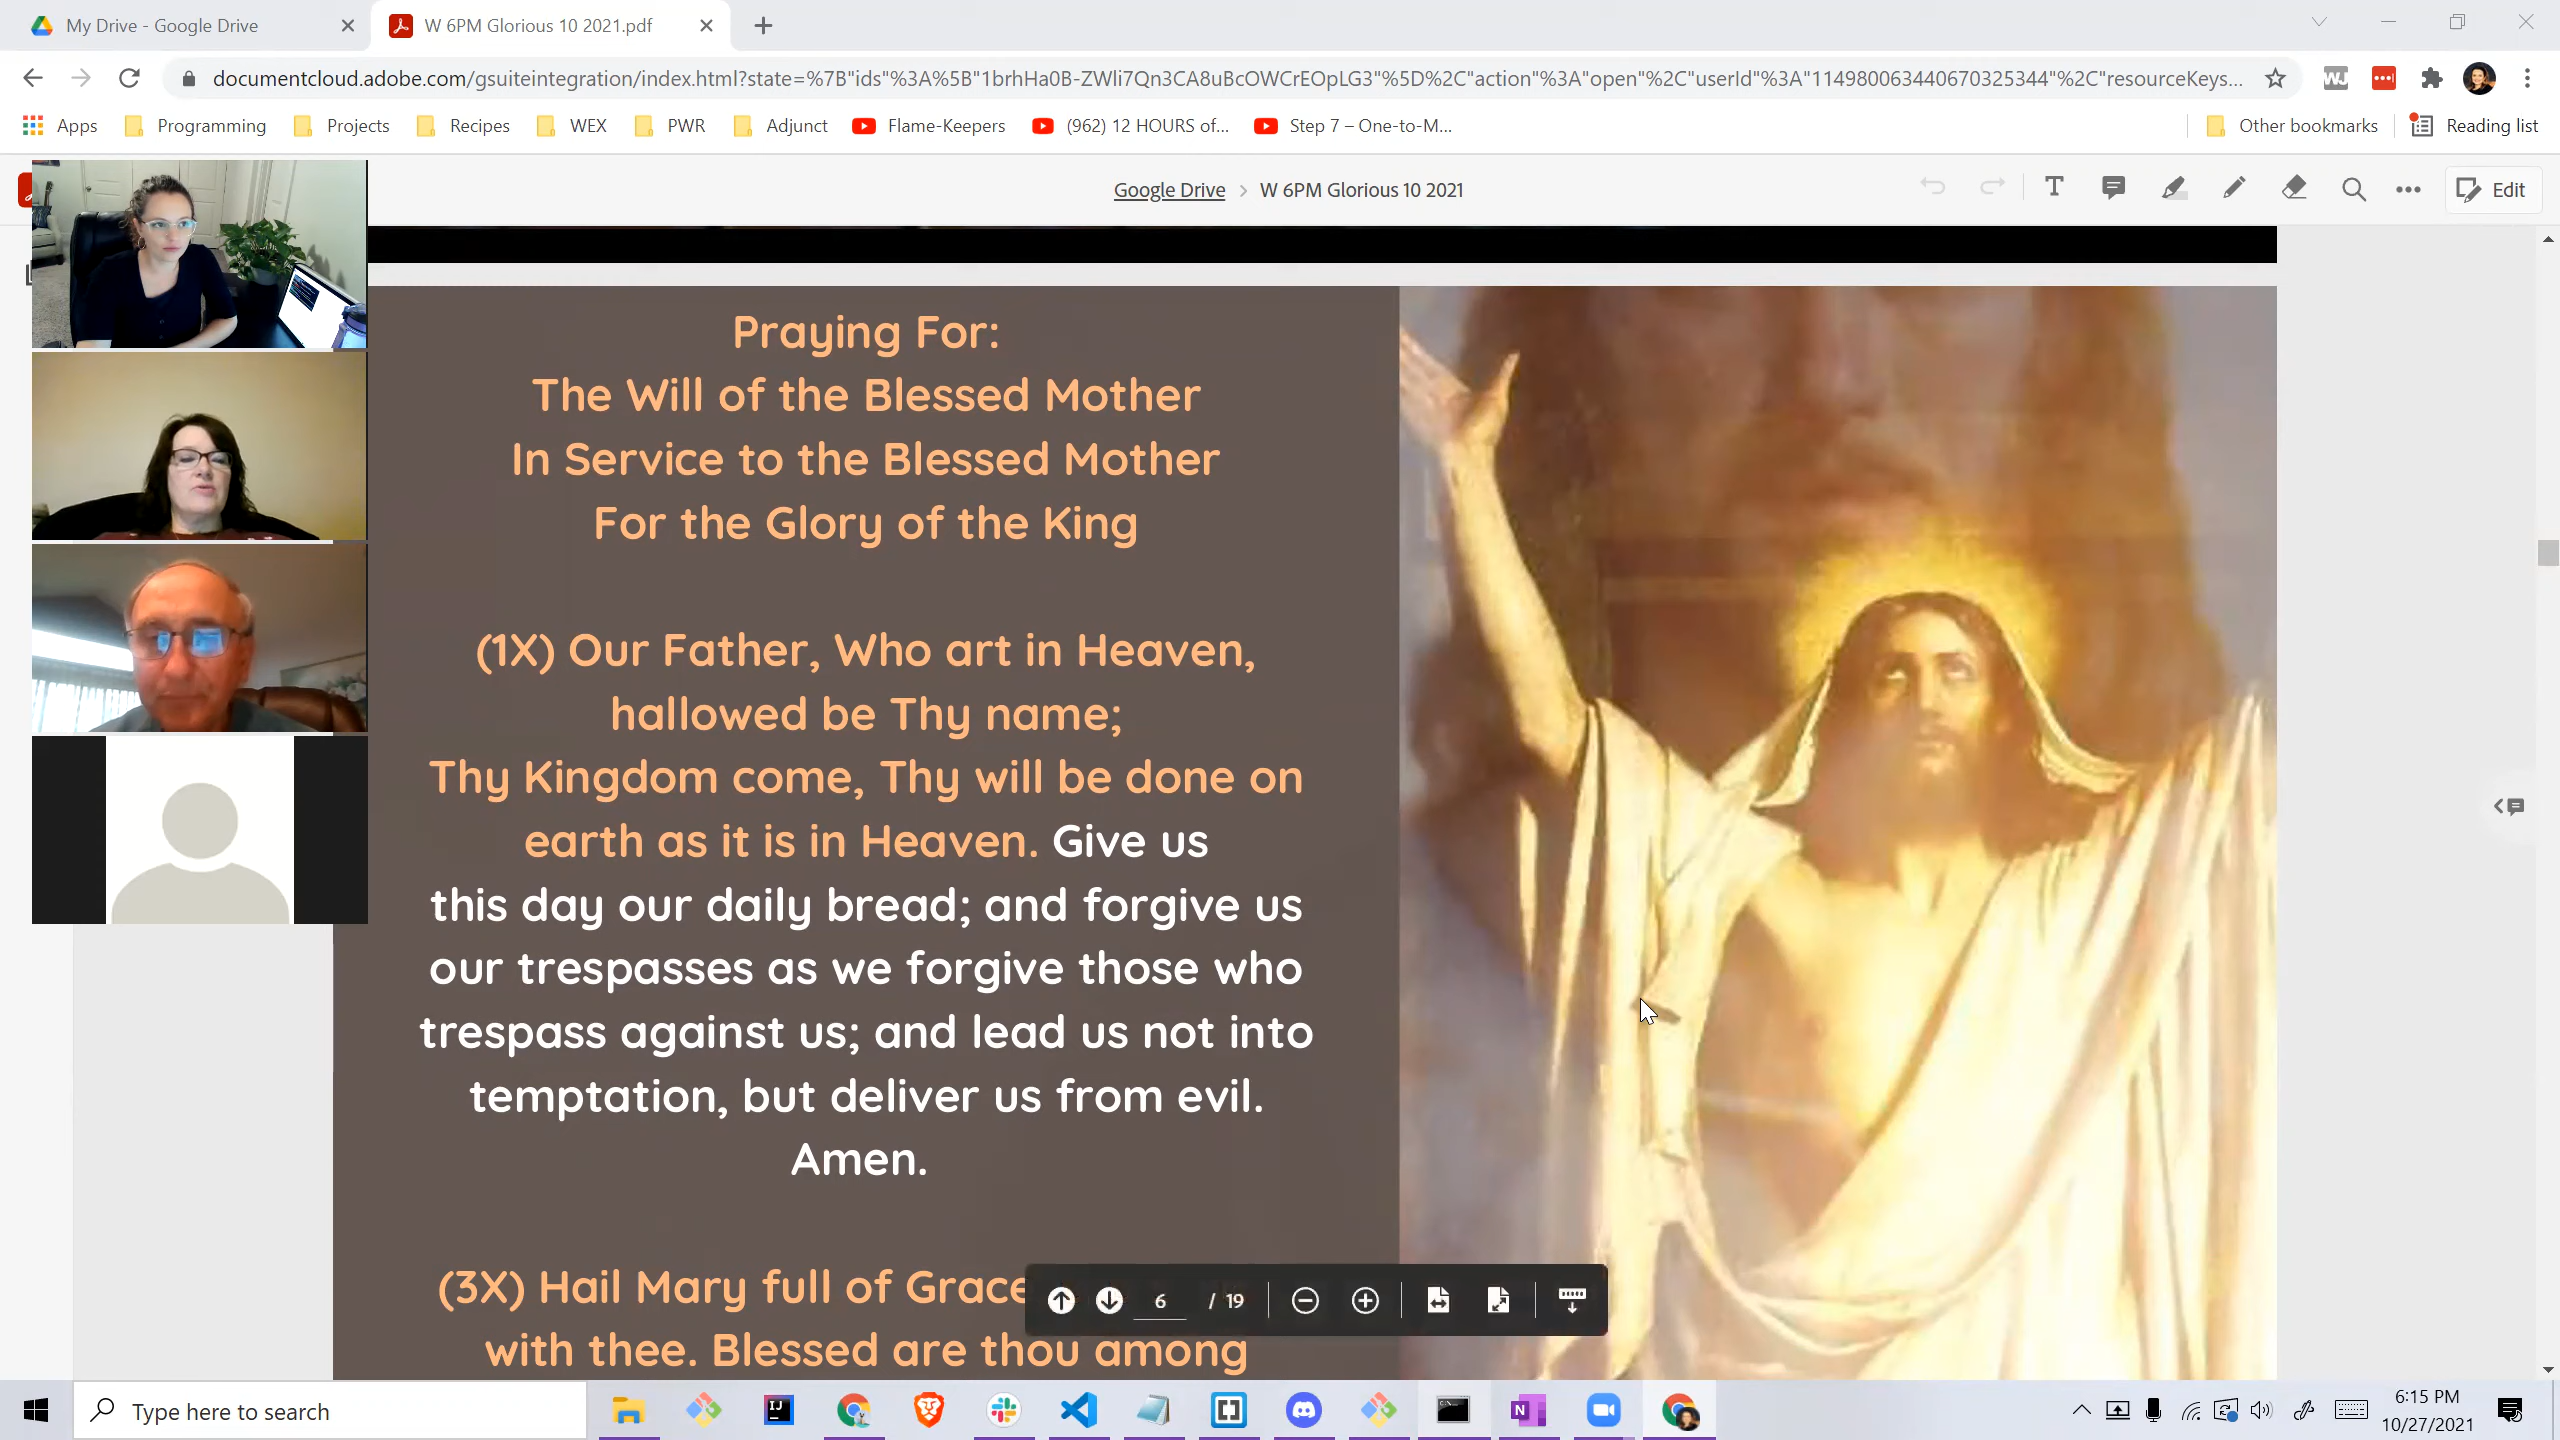 My Drive - Google Drive
W 6PM Glorious 10 2021.pdf
documentcloud.adobe.com/gsuiteintegration/index.html?state=%7B"ids"%3A%5B"1brhHa0B-ZWli7Qn3CA8uBcOWCrEOpLG3"%5D%2C"action"%3A"open"%2C"userId"%3A"114980063440670325344"%2C"resourceKeys...
Apps
Programming
Projects
Recipes
WEX
PWR
Adjunct
Flame-Keepers
(962) 12 HOURS of...
Step 7 – One-to-M...
Other bookmarks
Reading list
Google Drive > W 6PM Glorious 10 2021
Edit
Praying For:
The Will of the Blessed Mother
In Service to the Blessed Mother
For the Glory of the King
(1X) Our Father, Who art in Heaven,
hallowed be Thy name;
Thy Kingdom come, Thy will be done on
earth as it is in Heaven. Give us
this day our daily bread; and forgive us
our trespasses as we forgive those who
trespass against us; and lead us not into
temptation, but deliver us from evil.
Amen.
(3X) Hail Mary full of Grace
with thee. Blessed are thou among
6 / 19
Type here to search
6:15 PM
10/27/2021